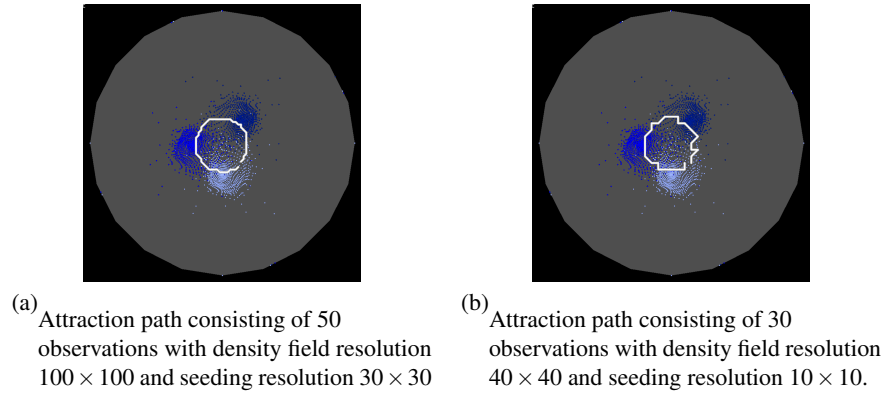 (a)
Attraction path consisting of 50
observations with density field resolution
100 × 100 and seeding resolution 30 × 30
(b)
Attraction path consisting of 30
observations with density field resolution
40 × 40 and seeding resolution 10 × 10.